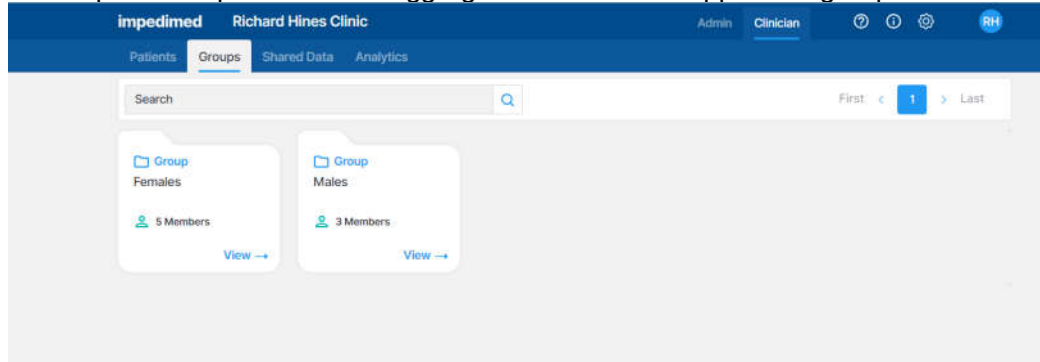 impedimed Richard Hines Clinic Admin Clinician RH
Patients Groups Shared Data Analytics
Search First < 1 > Last
Group Group
Females Males
5 Members 3 Members
View → View →